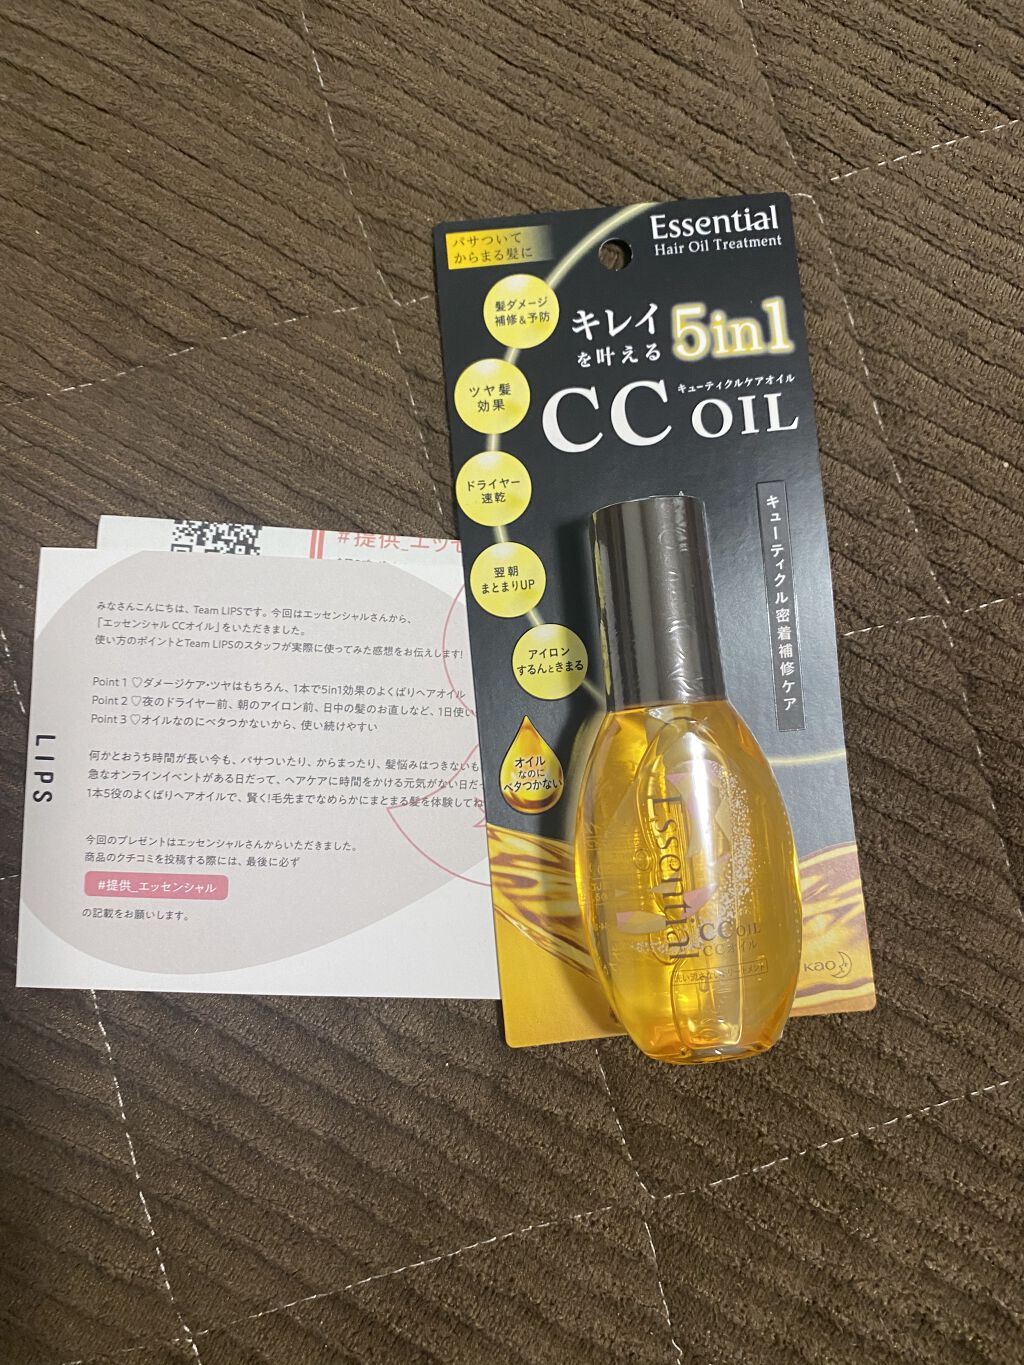 Essential
Hair Oil Treatment
パサついて
からまる髪に
髪ダメージ
補修&予防
キレイ
を叶える
5in1
キューティクルケアオイル
CC OIL
ツヤ髪
効果
ドライヤー
速乾
翌朝
まとまりUP
アイロン
するんときまる
オイル
なのに
ベタつかない
キューティクル密着補修ケア
Essential
CC OIL
CCオイル
洗い流さないトリートメント
Kao
#提供_エッセ
みなさんこんにちは、Team LIPSです。今回はエッセンシャルさんから、
「エッセンシャル CCオイル」をいただきました。
使い方のポイントとTeam LIPSのスタッフが実際に使ってみた感想をお伝えします!
Point 1 ♡ダメージケア・ツヤはもちろん、1本で5in1効果のよくばりヘアオイル
Point 2 ♡夜のドライヤー前、朝のアイロン前、日中の髪のお直しなど、1日使い
Point 3 ♡オイルなのにベタつかないから、使い続けやすい
何かとおうち時間が長い今も、パサついたり、からまったり、髪悩みはつきないも
急なオンラインイベントがある日だって、ヘアケアに時間をかける元気がない日だっ
1本5役のよくばりヘアオイルで、賢く!毛先までなめらかにまとまる髪を体験してね
今回のプレゼントはエッセンシャルさんからいただきました。
商品のクチコミを投稿する際には、最後に必ず
#提供_エッセンシャル
の記載をお願いします。
LIPS